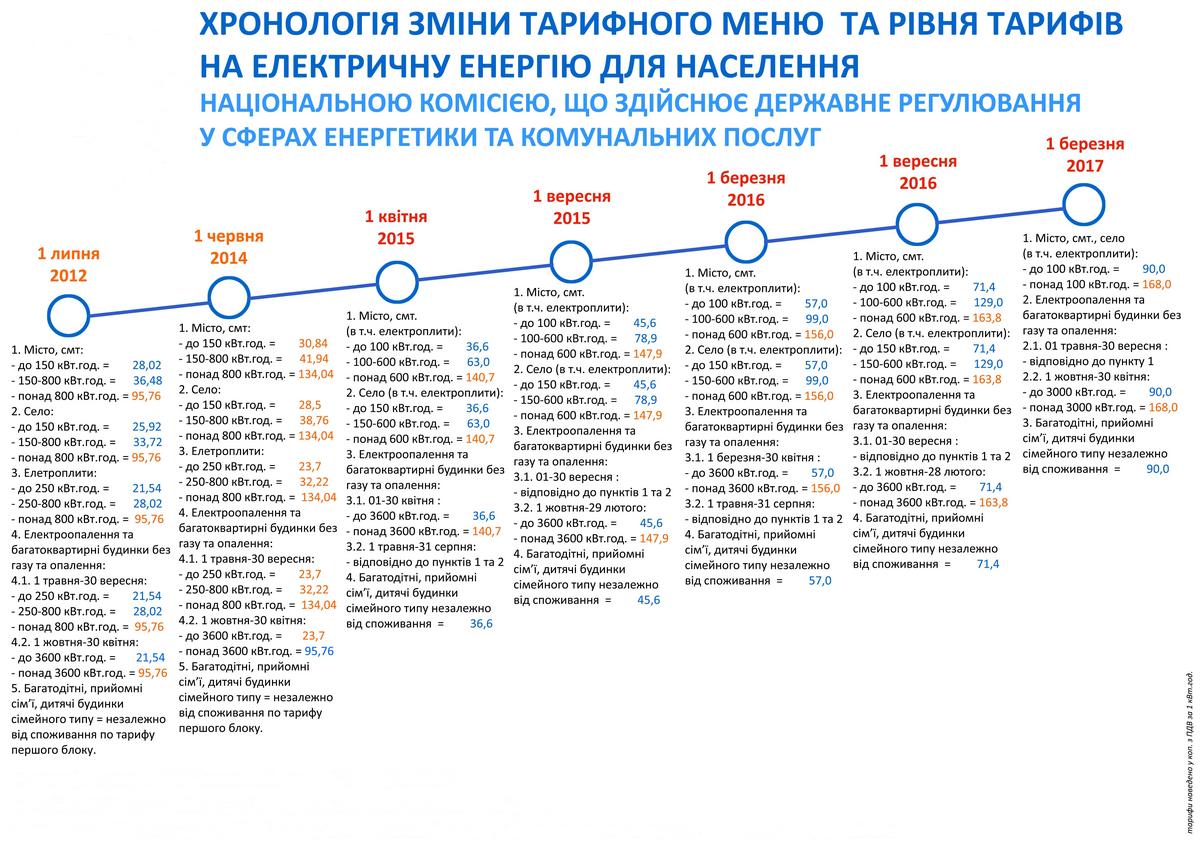 ХРОНОЛОГІЯ ЗМІНИ ТАРИФНОГО МЕНЮ ТА РІВНЯ ТАРИФІВ
НА ЕЛЕКТРИЧНУ ЕНЕРГІЮ ДЛЯ НАСЕЛЕННЯ
НАЦІОНАЛЬНОЮ КОМІСІЄЮ, ЩО ЗДІЙСНЮЄ ДЕРЖАВНЕ РЕГУЛЮВАННЯ
У СФЕРАХ ЕНЕРГЕТИКИ ТА КОМУНАЛЬНИХ ПОСЛУГ
1 липня
2012
1. Місто, смт:
- до 150 кВт.год. = 28,02
- 150-800 кВт.год. = 36,48
- понад 800 кВт.год. = 95,76
2. Село:
- до 150 кВт.год. = 25,92
- 150-800 кВт.год. = 33,72
- понад 800 кВт.год. = 95,76
3. Елетроплити:
- до 250 кВт.год. = 21,54
- 250-800 кВт.год. = 28,02
- понад 800 кВт.год. = 95,76
4. Електроопалення та
багатоквартирні будинки без
газу та опалення:
4.1. 1 травня-30 вересня:
- до 250 кВт.год. = 21,54
- 250-800 кВт.год. = 28,02
- понад 800 кВт.год. = 95,76
4.2. 1 жовтня-30 квітня:
- до 3600 кВт.год. = 21,54
- понад 3600 кВт.год. = 95,76
5. Багатодітні, прийомні
сім'ї, дитячі будинки
сімейного типу = незалежно
від споживання по тарифу
першого блоку.
1 червня
2014
1. Місто, смт:
- до 150 кВт.год. = 30,84
- 150-800 кВт.год. = 41,94
- понад 800 кВт.год. = 134,04
2. Село:
- до 150 кВт.год. = 28,5
- 150-800 кВт.год. = 38,76
- понад 800 кВт.год. = 134,04
3. Елетроплити:
- до 250 кВт.год. = 23,7
- 250-800 кВт.год. = 32,22
- понад 800 кВт.год. = 134,04
4. Електроопалення та
багатоквартирні будинки без
газу та опалення:
4.1. 1 травня-30 вересня:
- до 250 кВт.год. = 23,7
- 250-800 кВт.год. = 32,22
- понад 800 кВт.год. = 134,04
4.2. 1 жовтня-30 квітня:
- до 3600 кВт.год. = 23,7
- понад 3600 кВт.год. = 95,76
5. Багатодітні, прийомні
сім'ї, дитячі будинки
сімейного типу = незалежно
від споживання по тарифу
першого блоку.
1 квітня
2015
1. Місто, смт.
(в т.ч. електроплити):
- до 100 кВт.год. = 36,6
- 100-600 кВт.год. = 63,0
- понад 600 кВт.год. = 140,7
2. Село (в т.ч. електроплити):
- до 150 кВт.год. = 36,6
- 150-600 кВт.год. = 63,0
- понад 600 кВт.год. = 140,7
3. Електроопалення та
багатоквартирні будинки без
газу та опалення:
3.1. 01-30 квітня :
- до 3600 кВт.год. = 36,6
- понад 3600 кВт.год. = 140,7
3.2. 1 травня-31 серпня:
- відповідно до пунктів 1 та 2
4. Багатодітні, прийомні
сім'ї, дитячі будинки
сімейного типу незалежно
від споживання = 36,6
1 вересня
2015
1. Місто, смт.
(в т.ч. електроплити):
- до 100 кВт.год. = 45,6
- 100-600 кВт.год. = 78,9
- понад 600 кВт.год. = 147,9
2. Село (в т.ч. електроплити):
- до 150 кВт.год. = 45,6
- 150-600 кВт.год. = 78,9
- понад 600 кВт.год. = 147,9
3. Електроопалення та
багатоквартирні будинки без
газу та опалення:
3.1. 01-30 вересня :
- відповідно до пунктів 1 та 2
3.2. 1 жовтня-29 лютого:
- до 3600 кВт.год. = 45,6
- понад 3600 кВт.год. = 147,9
4. Багатодітні, прийомні
сім'ї, дитячі будинки
сімейного типу незалежно
від споживання = 45,6
1 березня
2016
1. Місто, смт.
(в т.ч. електроплити):
- до 100 кВт.год. = 57,0
- 100-600 кВт.год. = 99,0
- понад 600 кВт.год. = 156,0
2. Село (в т.ч. електроплити):
- до 150 кВт.год. = 57,0
- 150-600 кВт.год. = 99,0
- понад 600 кВт.год. = 156,0
3. Електроопалення та
багатоквартирні будинки без
газу та опалення:
3.1. 1 березня-30 квітня :
- до 3600 кВт.год. = 57,0
- понад 3600 кВт.год. = 156,0
3.2. 1 травня-31 серпня:
- відповідно до пунктів 1 та 2
4. Багатодітні, прийомні
сім'ї, дитячі будинки
сімейного типу незалежно
від споживання = 57,0
1 вересня
2016
1. Місто, смт.
(в т.ч. електроплити):
- до 100 кВт.год. = 71,4
- 100-600 кВт.год. = 129,0
- понад 600 кВт.год. = 163,8
2. Село (в т.ч. електроплити):
- до 150 кВт.год. = 71,4
- 150-600 кВт.год. = 129,0
- понад 600 кВт.год. = 163,8
3. Електроопалення та
багатоквартирні будинки без
газу та опалення:
3.1. 01-30 вересня :
- відповідно до пунктів 1 та 2
3.2. 1 жовтня-28 лютого:
- до 3600 кВт.год. = 71,4
- понад 3600 кВт.год. = 163,8
4. Багатодітні, прийомні
сім'ї, дитячі будинки
сімейного типу незалежно
від споживання = 71,4
1 березня
2017
1. Місто, смт., село
(в т.ч. електроплити):
- до 100 кВт.год. = 90,0
- понад 100 кВт.год. = 168,0
2. Електроопалення та
багатоквартирні будинки без
газу та опалення:
2.1. 01 травня-30 вересня :
- відповідно до пункту 1
2.2. 1 жовтня-30 квітня:
- до 3000 кВт.год. = 90,0
- понад 3000 кВт.год. = 168,0
3. Багатодітні, прийомні
сім'ї, дитячі будинки
сімейного типу незалежно
від споживання = 90,0
тарифи наведено у коп. з ПДВ за 1 кВт.год.